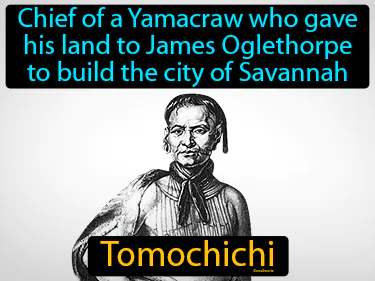 Chief of a Yamacraw who gave
his land to James Oglethorpe
to build the city of Savannah
Tomochichi